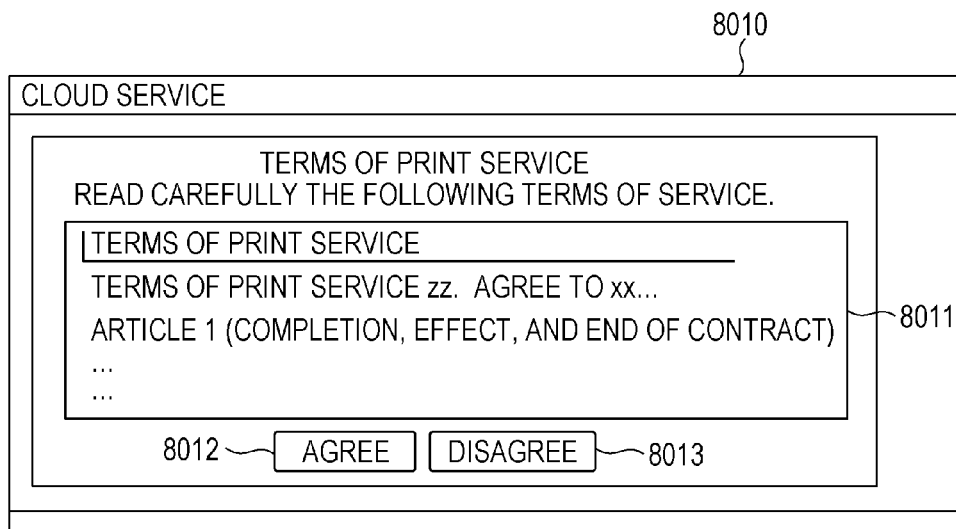 8010
CLOUD SERVICE
TERMS OF PRINT SERVICE
READ CAREFULLY THE FOLLOWING TERMS OF SERVICE.
TERMS OF PRINT SERVICE
TERMS OF PRINT SERVICE zz. AGREE TO xx...
ARTICLE 1 (COMPLETION, EFFECT, AND END OF CONTRACT)
8011
...
...
8012 AGREE DISAGREE 8013